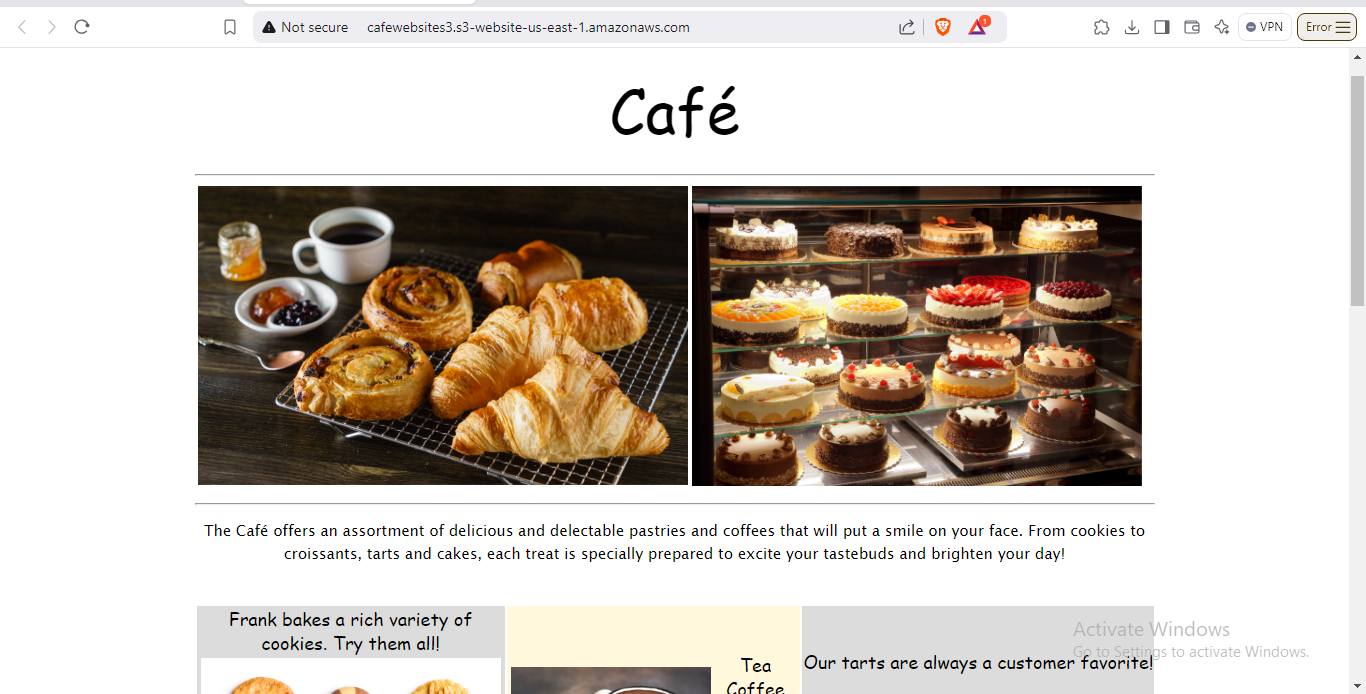 Not secure
cafewebsites3.s3-website-us-east-1.amazonaws.com
1
VPN
Error
Café
The Café offers an assortment of delicious and delectable pastries and coffees that will put a smile on your face. From cookies to
croissants, tarts and cakes, each treat is specially prepared to excite your tastebuds and brighten your day!
Frank bakes a rich variety of
cookies. Try them all!
Tea
Coffee
Our tarts are always a customer favorite!
Activate Windows
Go to Settings to activate Windows.